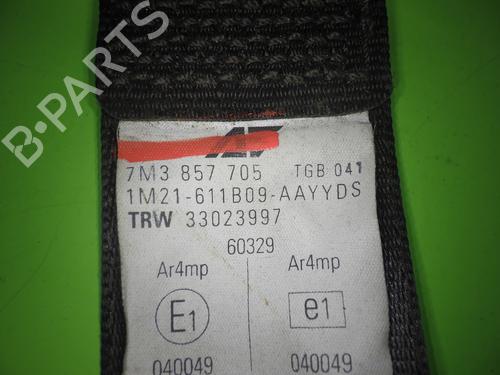 B-PARTS
7M3 857 705 TGB 041
1M21-611B09-AAYYDS
TRW 33023997
60329
Ar4mp Ar4mp
E1 e1
040049 040049